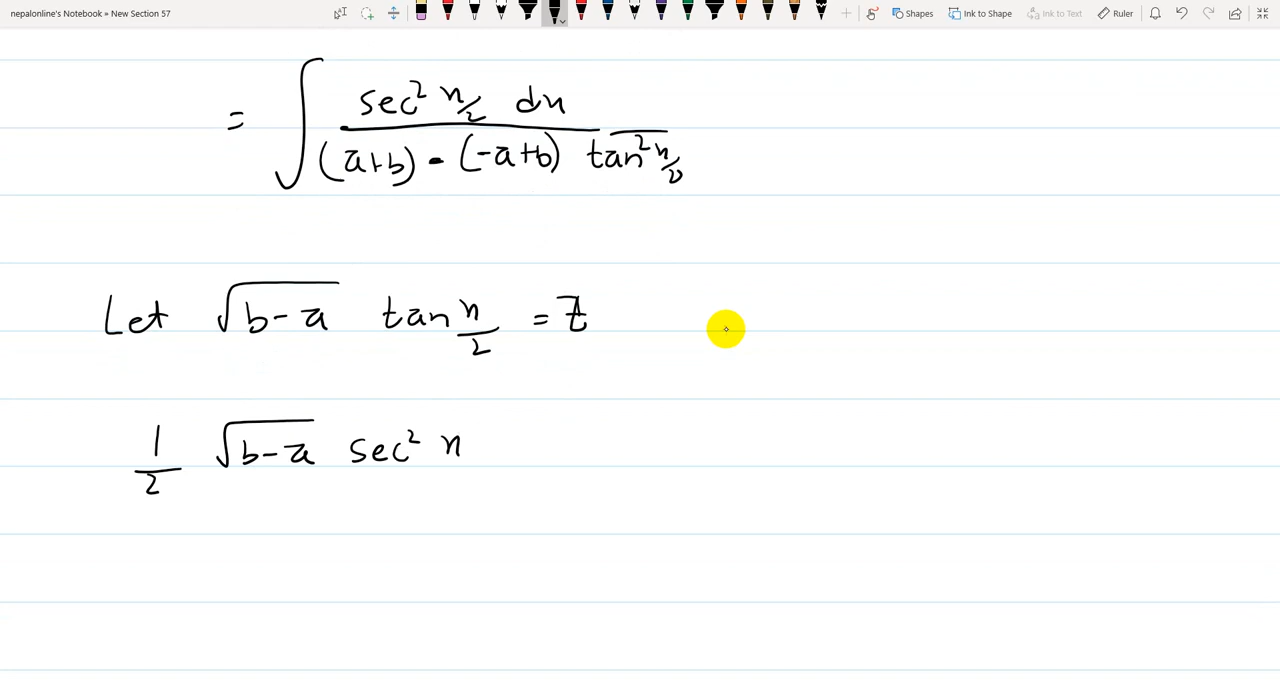 nepalonline's Notebook » New Section 57
Shapes Ink to Shape Ink to Text Ruler
= ∫ sec² x/2 dx / (a+b) - (-a+b) tan² x/2
Let √(b-a) tan x/2 = z
1/2 √(b-a) sec² x